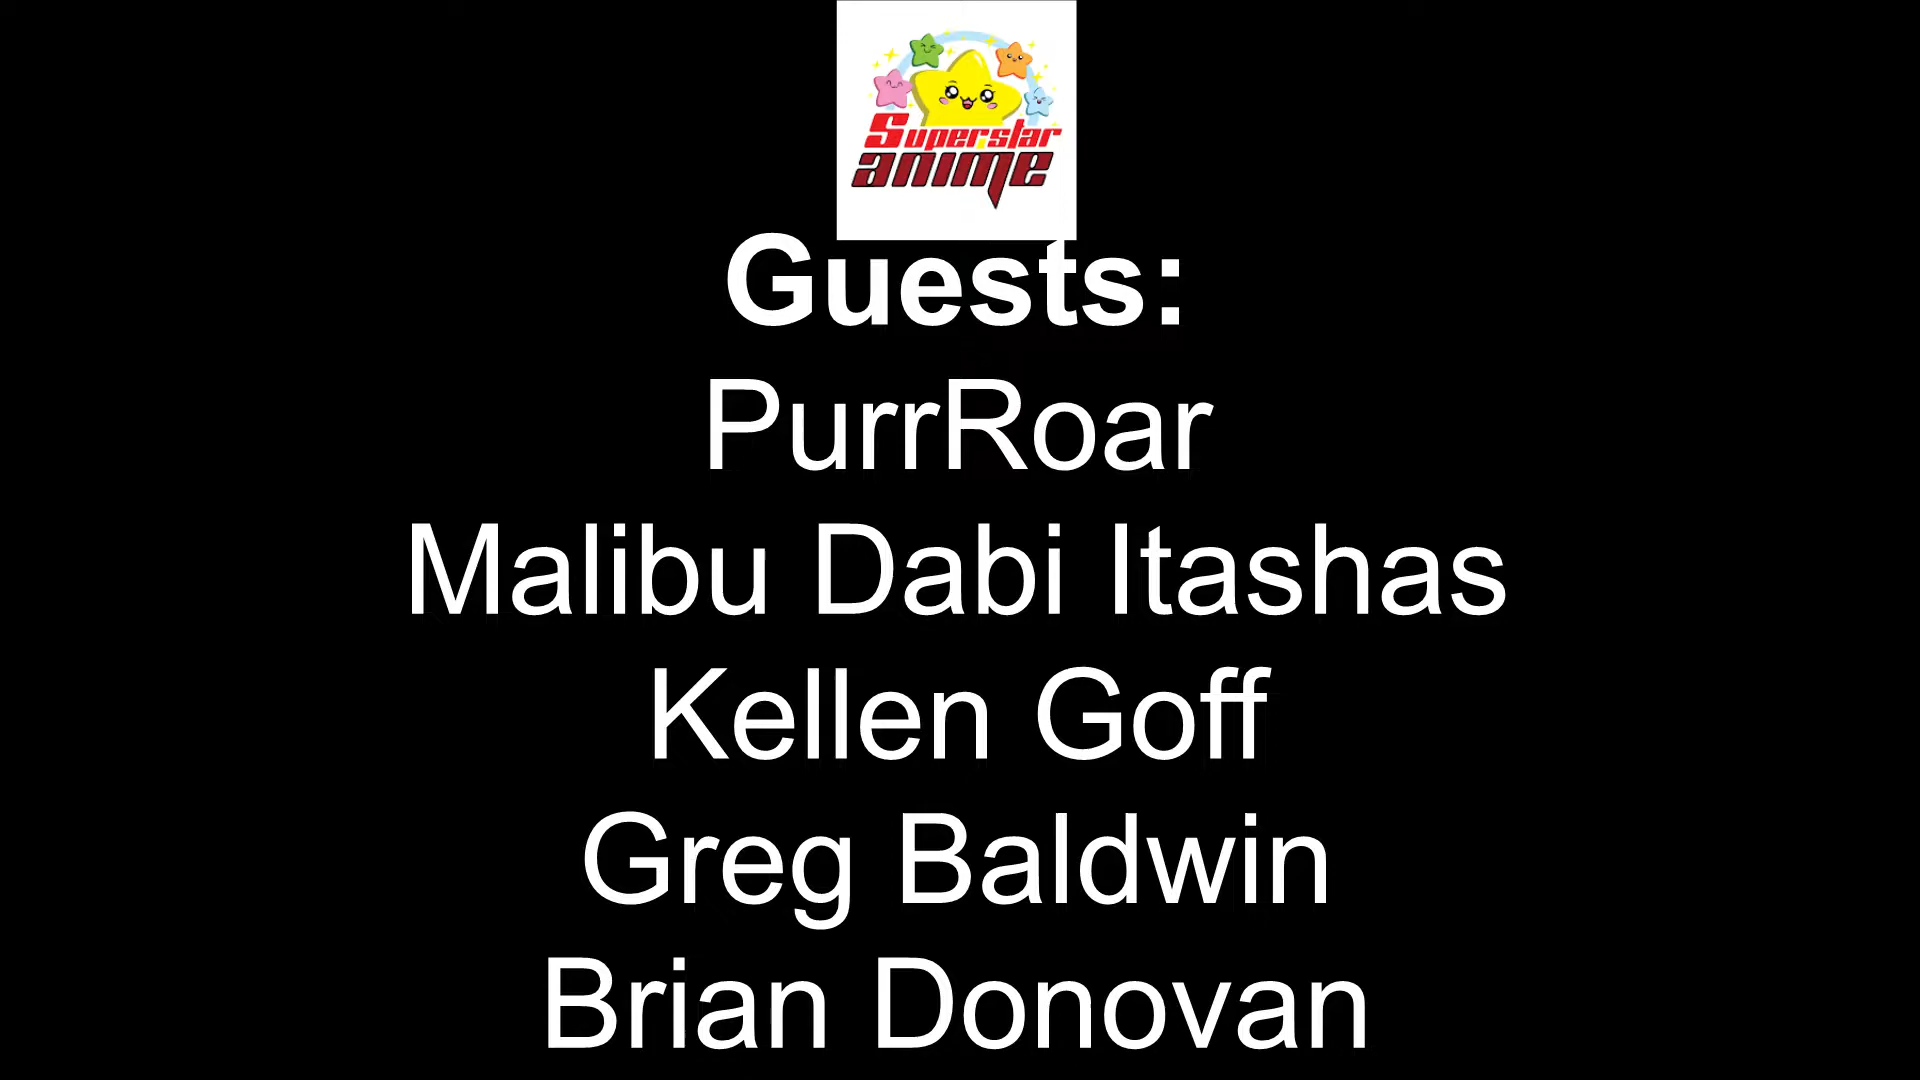 Superstar
anime
Guests:
PurrRoar
Malibu Dabi Itashas
Kellen Goff
Greg Baldwin
Brian Donovan